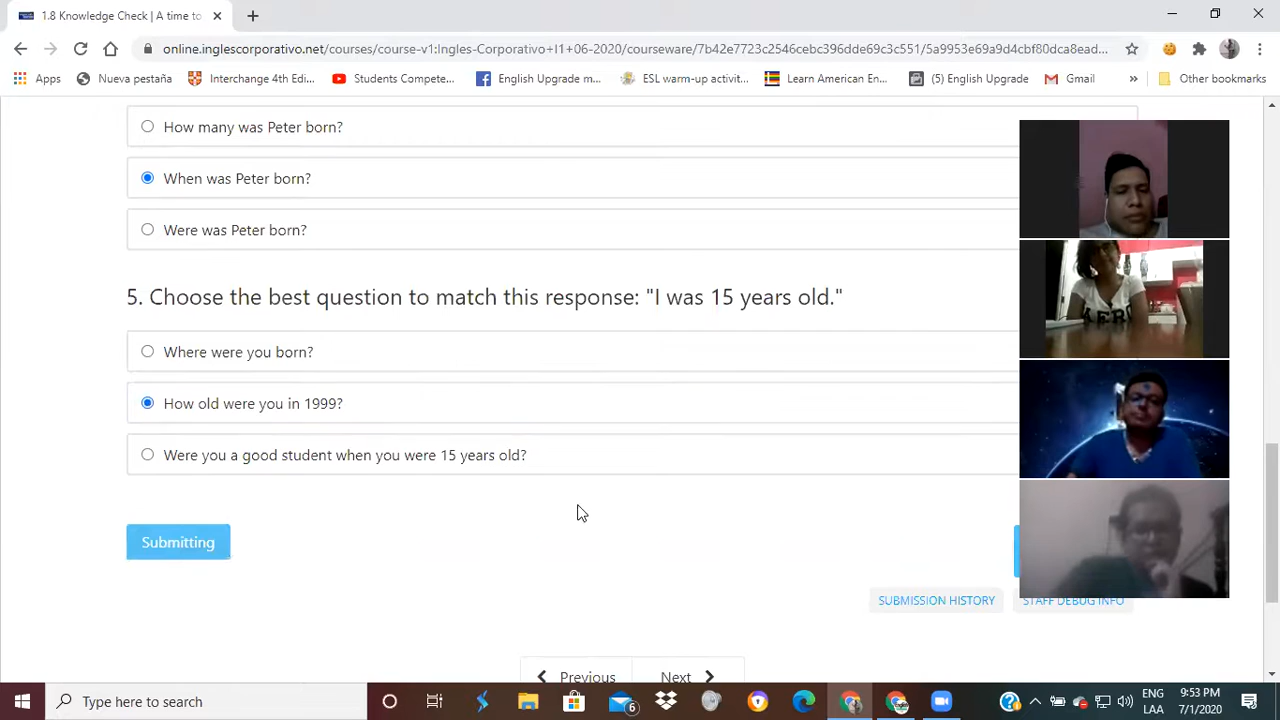 1.8 Knowledge Check | A time to
online.inglescorporativo.net/courses/course-v1:Ingles-Corporativo+I1+06-2020/courseware/7b42e7723c2546cebc396dde69c3c551/5a9953e69a9d4cbf80dca8ead...
Apps Nueva pestaña Interchange 4th Edi... Students Compete... English Upgrade m... ESL warm-up activit... Learn American En... (5) English Upgrade Gmail » Other bookmarks
How many was Peter born?
When was Peter born?
Were was Peter born?
5. Choose the best question to match this response: "I was 15 years old."
Where were you born?
How old were you in 1999?
Were you a good student when you were 15 years old?
AERO
Submitting
SUBMISSION HISTORY STAFF DEBUG INFO
Previous Next
Type here to search
6
ENG 9:53 PM
LAA 7/1/2020